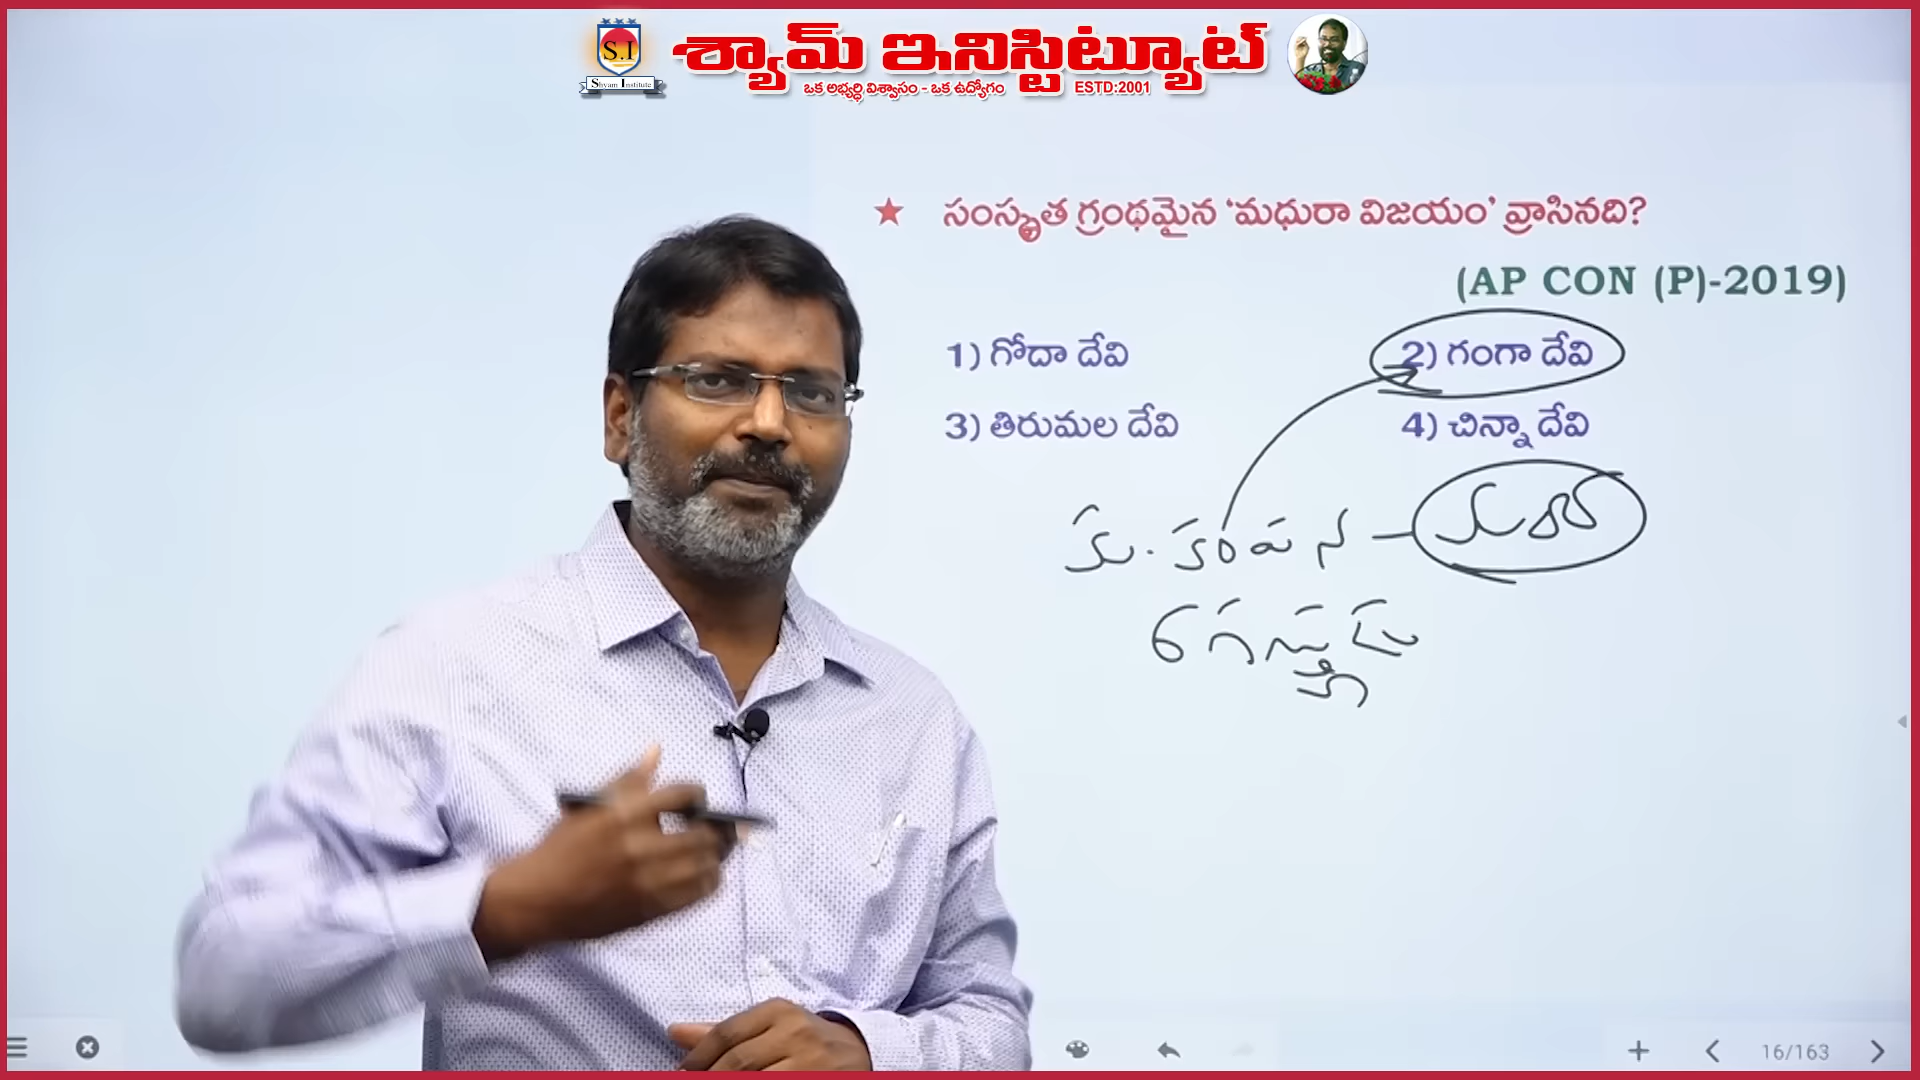 S.I
Shyam Institute
శ్యామ్ ఇనిస్టిట్యూట్
ఒక అభ్యర్ధి విశ్వాసం - ఒక ఉద్యోగం ESTD:2001
★ సంస్కృత గ్రంథమైన ‘మధురా విజయం’ వ్రాసినది?
(AP CON (P)-2019)
1) గోదా దేవి 2) గంగా దేవి
3) తిరుమల దేవి 4) చిన్నా దేవి
కు. కంపన -
16/163